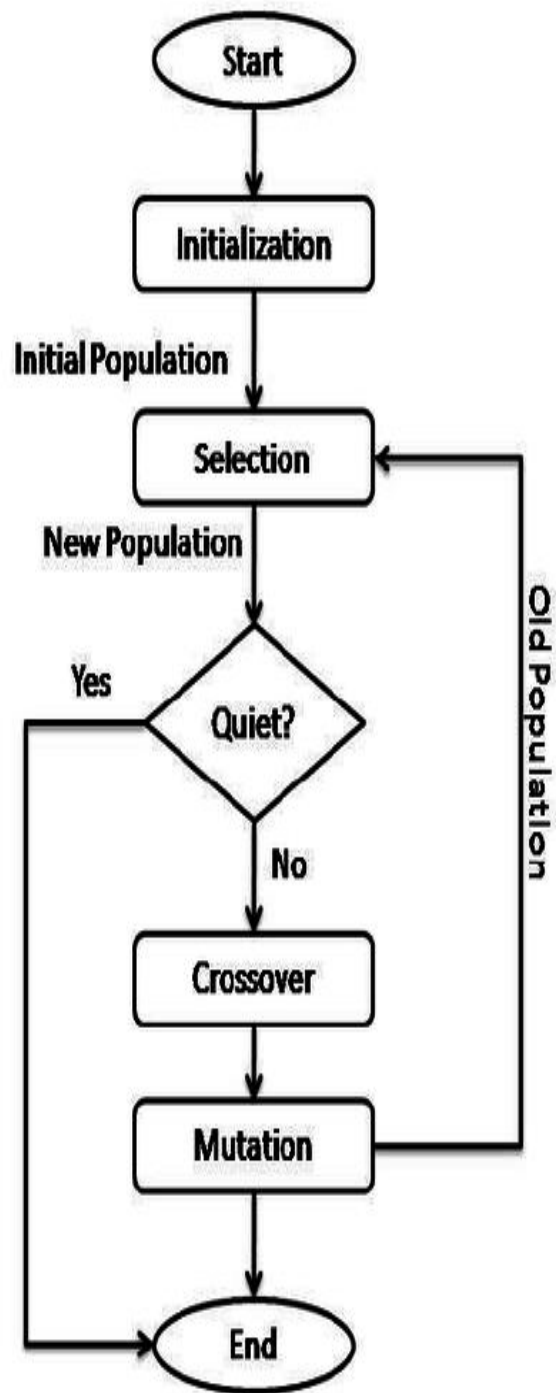 Start
Initialization
Initial Population
Selection
New Population
Yes
Quiet?
Old Population
No
Crossover
Mutation
End